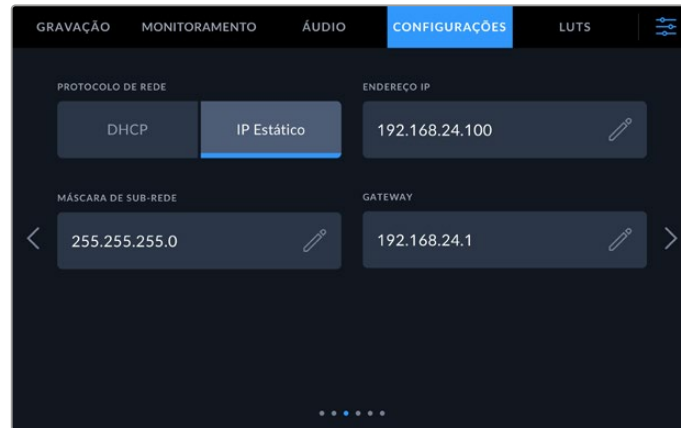 GRAVAÇÃO MONITORAMENTO ÁUDIO CONFIGURAÇÕES LUTS
PROTOCOLO DE REDE ENDEREÇO IP
DHCP IP Estático 192.168.24.100
MÁSCARA DE SUB-REDE GATEWAY
255.255.255.0 192.168.24.1